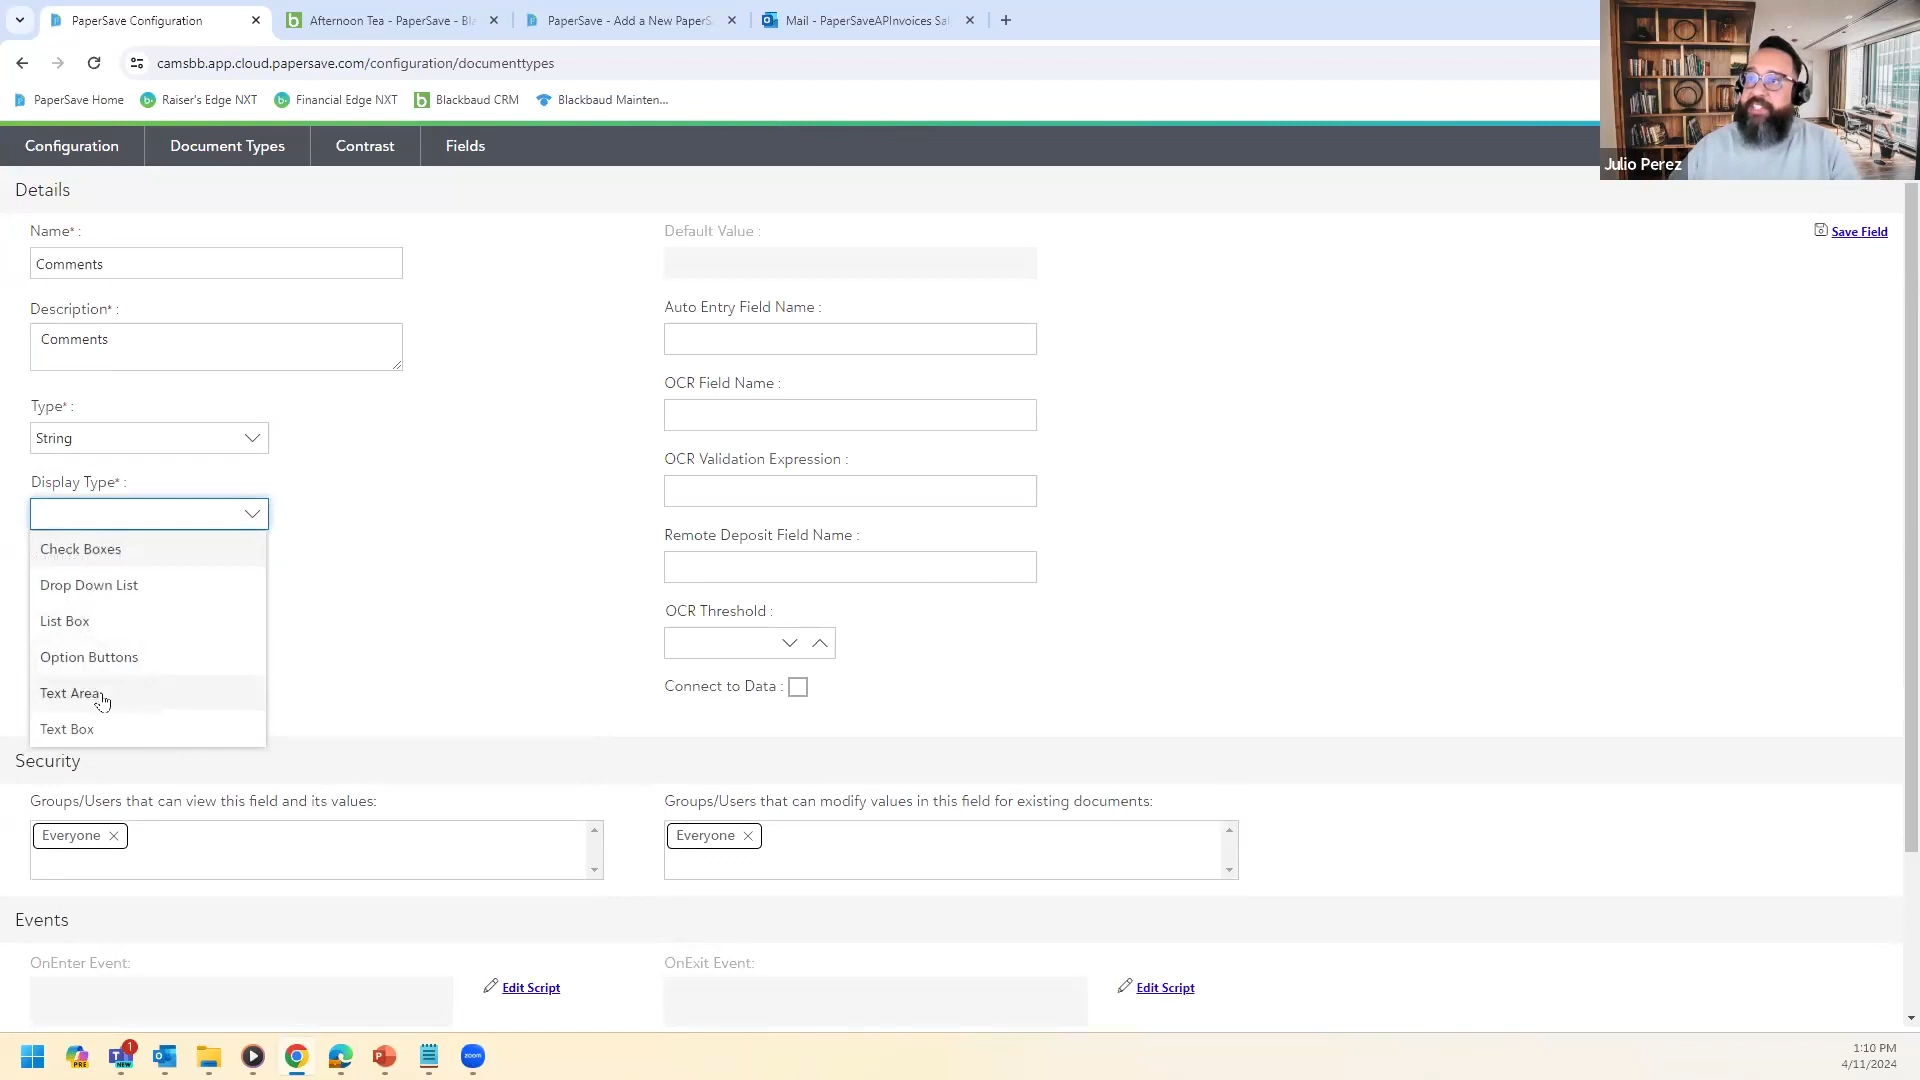 PaperSave Configuration
Afternoon Tea - PaperSave - Bla
PaperSave - Add a New PaperS
Mail - PaperSaveAPInvoices Sal
camsbb.app.cloud.papersave.com/configuration/documenttypes
PaperSave Home
Raiser's Edge NXT
Financial Edge NXT
Blackbaud CRM
Blackbaud Mainten...
Configuration
Document Types
Contrast
Fields
Julio Perez
Details
Name* :
Comments
Description* :
Comments
Type* :
String
Display Type* :
Check Boxes
Drop Down List
List Box
Option Buttons
Text Area
Text Box
Default Value :
Auto Entry Field Name :
OCR Field Name :
OCR Validation Expression :
Remote Deposit Field Name :
OCR Threshold :
Connect to Data :
Save Field
Security
Groups/Users that can view this field and its values:
Everyone
Groups/Users that can modify values in this field for existing documents:
Everyone
Events
OnEnter Event:
Edit Script
OnExit Event:
Edit Script
PRE
1
NEW
zoom
1:10 PM
4/11/2024